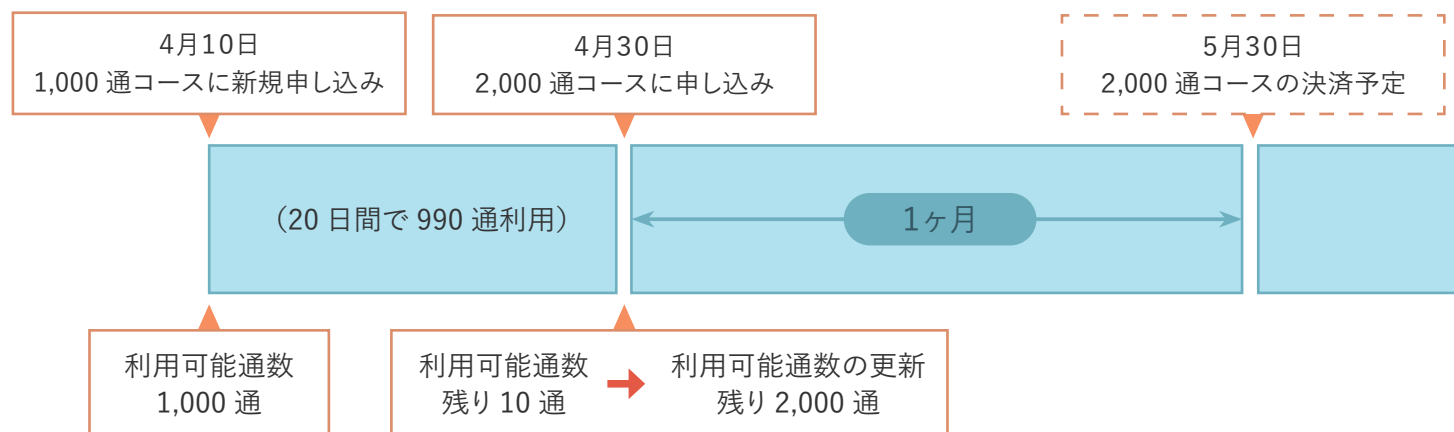 4月10日
1,000 通コースに新規申し込み
4月30日
2,000 通コースに申し込み
5月30日
2,000 通コースの決済予定
（20 日間で 990 通利用）
1ヶ月
利用可能通数
1,000 通
利用可能通数
残り 10 通
利用可能通数の更新
残り 2,000 通